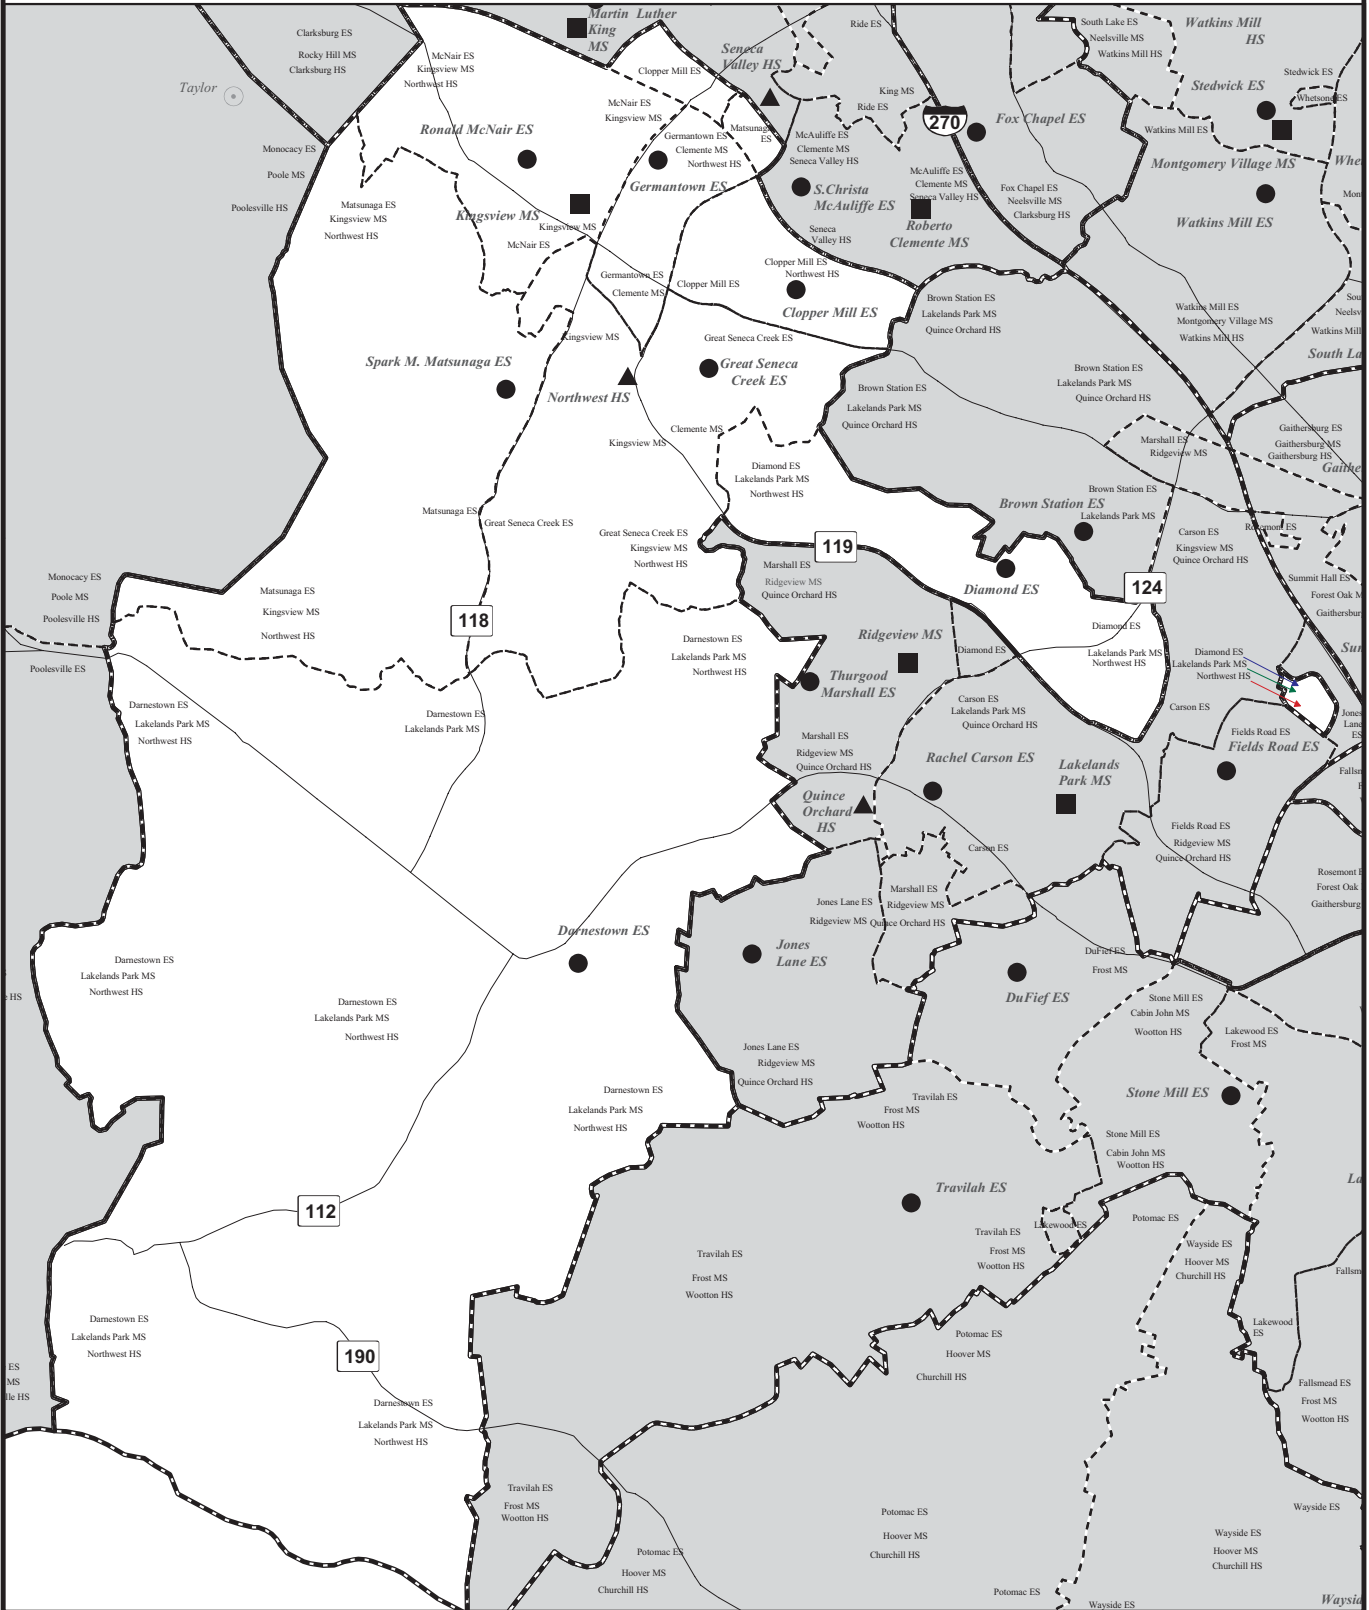 Martin Luther
King
MS
Clarksburg ES
Rocky Hill MS
Clarksburg HS
Taylor
McNair ES
Kingsview MS
Northwest HS
Clopper Mill ES
Seneca
Valley HS
Ride ES
South Lake ES
Neelsville MS
Watkins Mill HS
Watkins Mill
HS
Stedwick ES
Stedwick ES
Whetsone ES
King MS
Ride ES
270
Fox Chapel ES
Watkins Mill ES
Montgomery Village MS
Watkins Mill ES
McNair ES
Kingsview MS
Ronald McNair ES
Germantown ES
Clemente MS
Northwest HS
Matsunaga
ES
McAuliffe ES
Clemente MS
Seneca Valley HS
Monocacy ES
Poole MS
Poolesville HS
Matsunaga ES
Kingsview MS
Northwest HS
Kingsview MS
Germantown ES
S.Christa
McAuliffe ES
McAuliffe ES
Clemente MS
Seneca Valley HS
Roberto
Clemente MS
Fox Chapel ES
Neelsville MS
Clarksburg HS
Kingsview MS
McNair ES
Seneca
Valley HS
Germantown ES
Clemente MS
Clopper Mill ES
Clopper Mill ES
Northwest HS
Clopper Mill ES
Brown Station ES
Lakelands Park MS
Quince Orchard HS
Watkins Mill ES
Montgomery Village MS
Watkins Mill HS
Kingsview MS
Great Seneca Creek ES
Great Seneca
Creek ES
Spark M. Matsunaga ES
Northwest HS
Brown Station ES
Lakelands Park MS
Quince Orchard HS
Brown Station ES
Lakelands Park MS
Quince Orchard HS
South La
Watkins Mill
Clemente MS
Kingsview MS
Marshall ES
Ridgeview MS
Gaithersburg ES
Gaithersburg MS
Gaithersburg HS
Gaithe
Diamond ES
Lakelands Park MS
Northwest HS
Brown Station ES
Brown Station ES
Lakelands Park MS
Matsunaga ES
Great Seneca Creek ES
Great Seneca Creek ES
Kingsview MS
Northwest HS
119
Carson ES
Kingsview MS
Quince Orchard HS
Rosemont ES
Marshall ES
Ridgeview MS
Quince Orchard HS
Diamond ES
124
Summit Hall ES
Forest Oak M
Gaithersbur
Monocacy ES
Poole MS
Poolesville HS
Matsunaga ES
Kingsview MS
Northwest HS
118
Diamond ES
Poolesville ES
Darnestown ES
Lakelands Park MS
Northwest HS
Ridgeview MS
Diamond ES
Lakelands Park MS
Northwest HS
Diamond ES
Lakelands Park MS
Northwest HS
Thurgood
Marshall ES
Darnestown ES
Lakelands Park MS
Northwest HS
Darnestown ES
Lakelands Park MS
Carson ES
Lakelands Park MS
Quince Orchard HS
Carson ES
Fields Road ES
Fields Road ES
Marshall ES
Ridgeview MS
Quince Orchard HS
Rachel Carson ES
Lakelands
Park MS
Quince
Orchard
HS
Fields Road ES
Ridgeview MS
Quince Orchard HS
Carson ES
Rosemont
Forest Oak
Gaithersburg
Marshall ES
Ridgeview MS
Quince Orchard HS
Jones Lane ES
Ridgeview MS
Darnestown ES
Jones
Lane ES
DuFief ES
Frost MS
DuFief ES
Darnestown ES
Lakelands Park MS
Northwest HS
Darnestown ES
Lakelands Park MS
Northwest HS
Stone Mill ES
Cabin John MS
Wootton HS
Lakewood ES
Frost MS
Jones Lane ES
Ridgeview MS
Quince Orchard HS
Darnestown ES
Lakelands Park MS
Northwest HS
Travilah ES
Frost MS
Wootton HS
Stone Mill ES
Stone Mill ES
Cabin John MS
Wootton HS
Travilah ES
112
Travilah ES
Frost MS
Wootton HS
Lakewood ES
Potomac ES
Travilah ES
Frost MS
Wootton HS
Wayside ES
Hoover MS
Churchill HS
Darnestown ES
Lakelands Park MS
Northwest HS
190
Potomac ES
Hoover MS
Churchill HS
Lakewood
ES
Fallsmead ES
Frost MS
Wootton HS
Darnestown ES
Lakelands Park MS
Northwest HS
Travilah ES
Frost MS
Wootton HS
Potomac ES
Hoover MS
Churchill HS
Wayside ES
Wayside ES
Hoover MS
Churchill HS
Potomac ES
Hoover MS
Churchill HS
Potomac ES
Wayside ES
Waysid